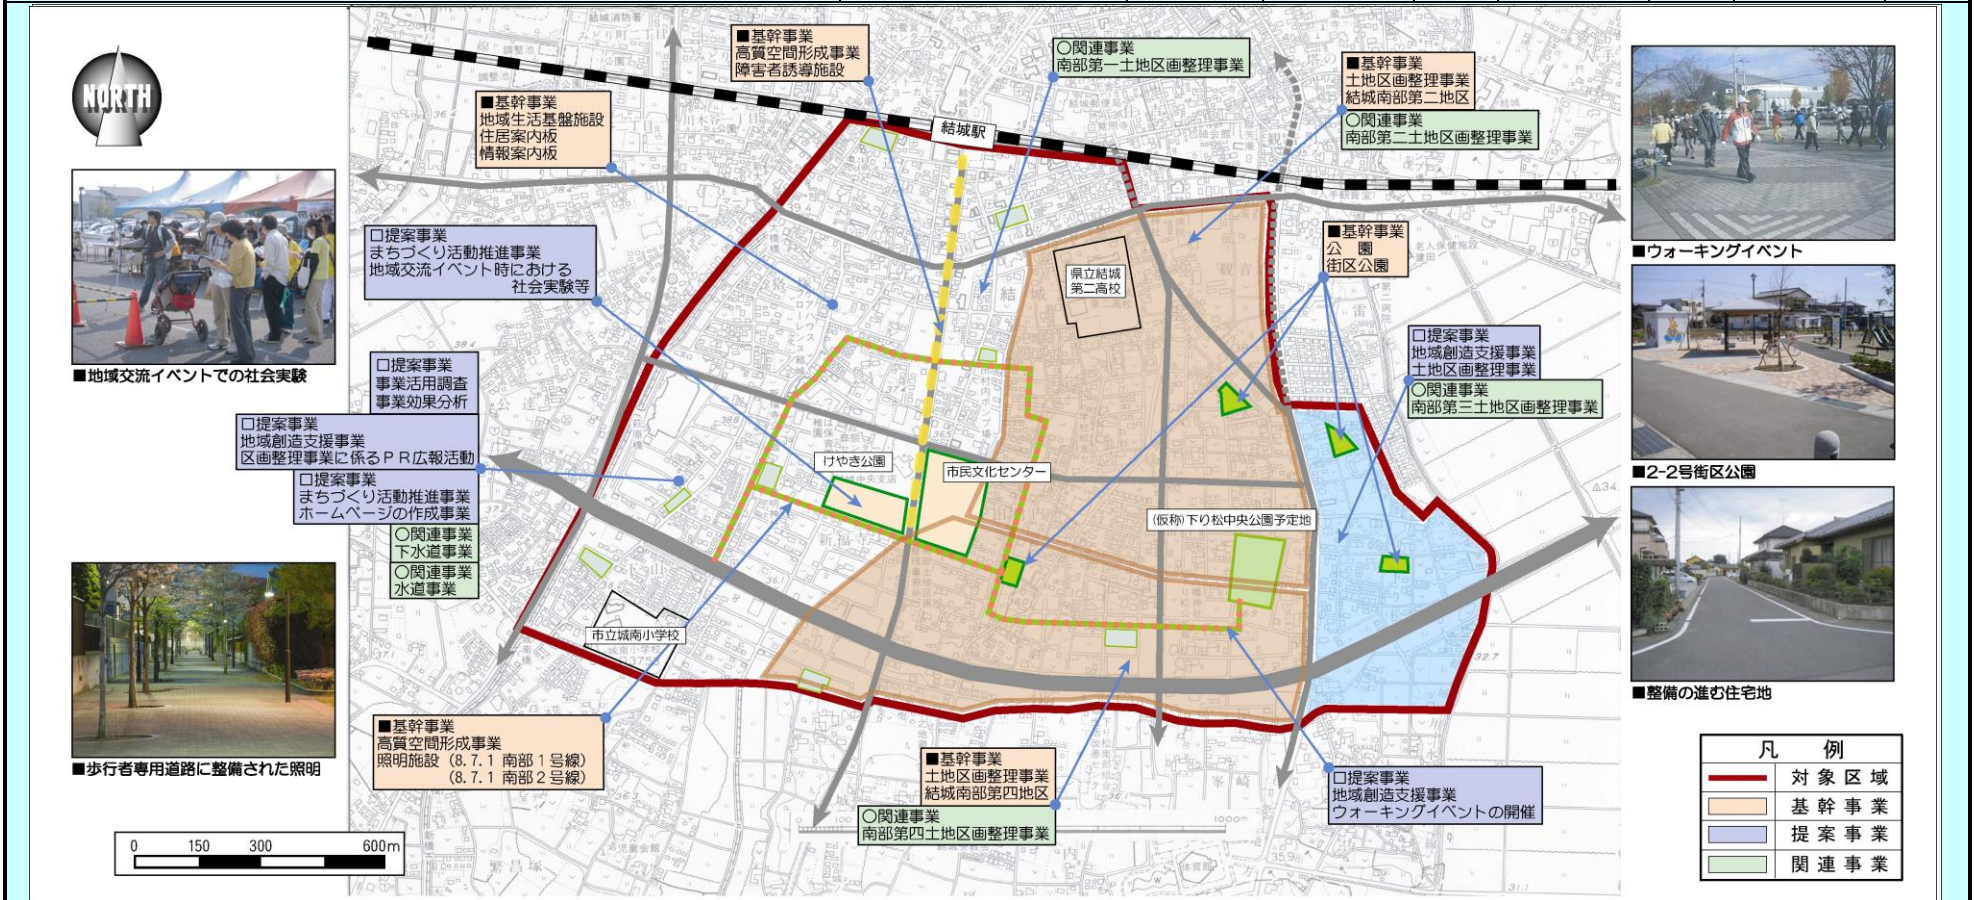 NORTH
■基幹事業
高質空間形成事業
障害者誘導施設
○関連事業
南部第一土地区画整理事業
■基幹事業
土地区画整理事業
結城南部第二地区
○関連事業
南部第二土地区画整理事業
■基幹事業
地域生活基盤施設
住居案内板
情報案内板
結城駅
□提案事業
まちづくり活動推進事業
地域交流イベント時における
社会実験等
■基幹事業
公　園
街区公園
県立結城
第二高校
■ウォーキングイベント
■地域交流イベントでの社会実験
□提案事業
事業活用調査
事業効果分析
□提案事業
地域創造支援事業
土地区画整理事業
○関連事業
南部第三土地区画整理事業
□提案事業
地域創造支援事業
区画整理事業に係るＰＲ広報活動
□提案事業
まちづくり活動推進事業
ホームページの作成事業
○関連事業
下水道事業
○関連事業
水道事業
けやき公園
市民文化センター
(仮称)下り松中央公園予定地
■2-2号街区公園
市立城南小学校
■整備の進む住宅地
■歩行者専用道路に整備された照明
■基幹事業
高質空間形成事業
照明施設（8.7.1 南部１号線）
（8.7.1 南部２号線）
■基幹事業
土地区画整理事業
結城南部第四地区
○関連事業
南部第四土地区画整理事業
□提案事業
地域創造支援事業
ウォーキングイベントの開催
凡　例
対象区域
基幹事業
提案事業
関連事業
0 150 300 600m
1000m